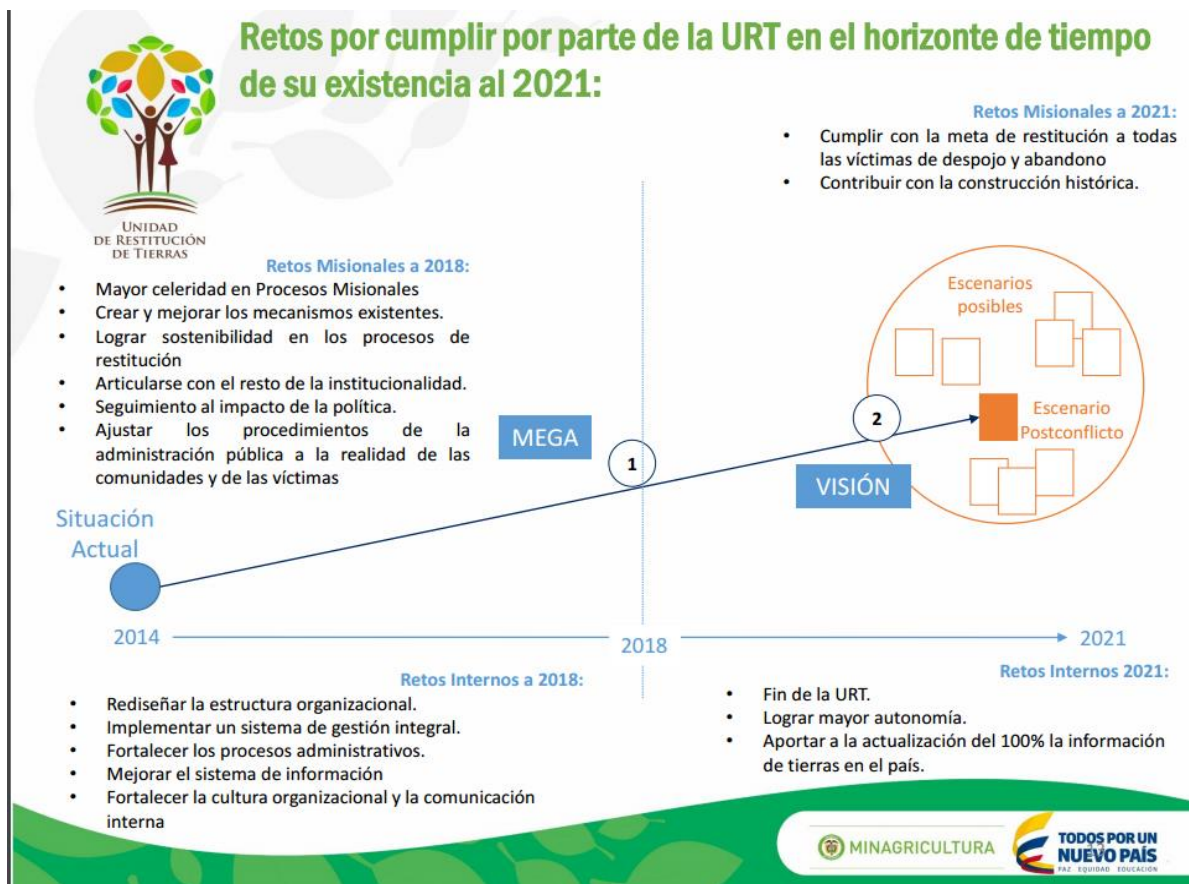 Retos por cumplir por parte de la URT en el horizonte de tiempo
de su existencia al 2021:
UNIDAD
DE RESTITUCIÓN
DE TIERRAS
Retos Misionales a 2021:
• Cumplir con la meta de restitución a todas
las víctimas de despojo y abandono
• Contribuir con la construcción histórica.
Retos Misionales a 2018:
• Mayor celeridad en Procesos Misionales
• Crear y mejorar los mecanismos existentes.
• Lograr sostenibilidad en los procesos de
restitución
• Articularse con el resto de la institucionalidad.
• Seguimiento al impacto de la política.
• Ajustar los procedimientos de la
administración pública a la realidad de las
comunidades y de las víctimas
Escenarios
posibles
Escenario
Postconflicto
MEGA
1
2
VISIÓN
Situación
Actual
2014
2018
2021
Retos Internos a 2018:
• Rediseñar la estructura organizacional.
• Implementar un sistema de gestión integral.
• Fortalecer los procesos administrativos.
• Mejorar el sistema de información
• Fortalecer la cultura organizacional y la comunicación
interna
Retos Internos 2021:
• Fin de la URT.
• Lograr mayor autonomía.
• Aportar a la actualización del 100% la información
de tierras en el país.
MINAGRICULTURA
TODOS POR UN
NUEVO PAÍS
PAZ EQUIDAD EDUCACIÓN